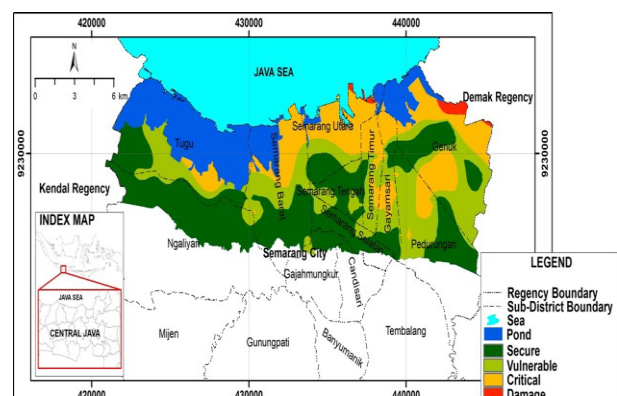 420000
430000
440000
N
0
3
6 km
JAVA SEA
Demak Regency
9230000
9230000
Kendal Regency
Tugu
Semarang Utara
Semarang Barat
Semarang Timur
Gayamsari
Genuk
Semarang Tengah
Semarang Selatan
Pedurungan
Ngaliyan
Semarang City
Gajahmungkur
Candisari
Mijen
Gunungpati
Banyumanik
Tembalang
INDEX MAP
JAVA SEA
CENTRAL JAVA
LEGEND
Regency Boundary
Sub-District Boundary
Sea
Pond
Secure
Vulnerable
Critical
Damage
420000
430000
440000